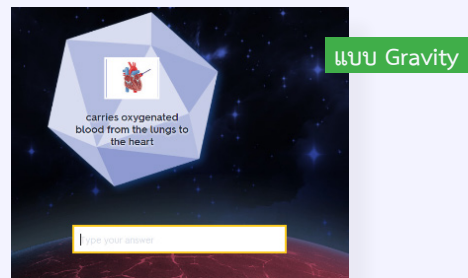 แบบ Gravity
carries oxygenated
blood from the lungs to
the heart
Type your answer